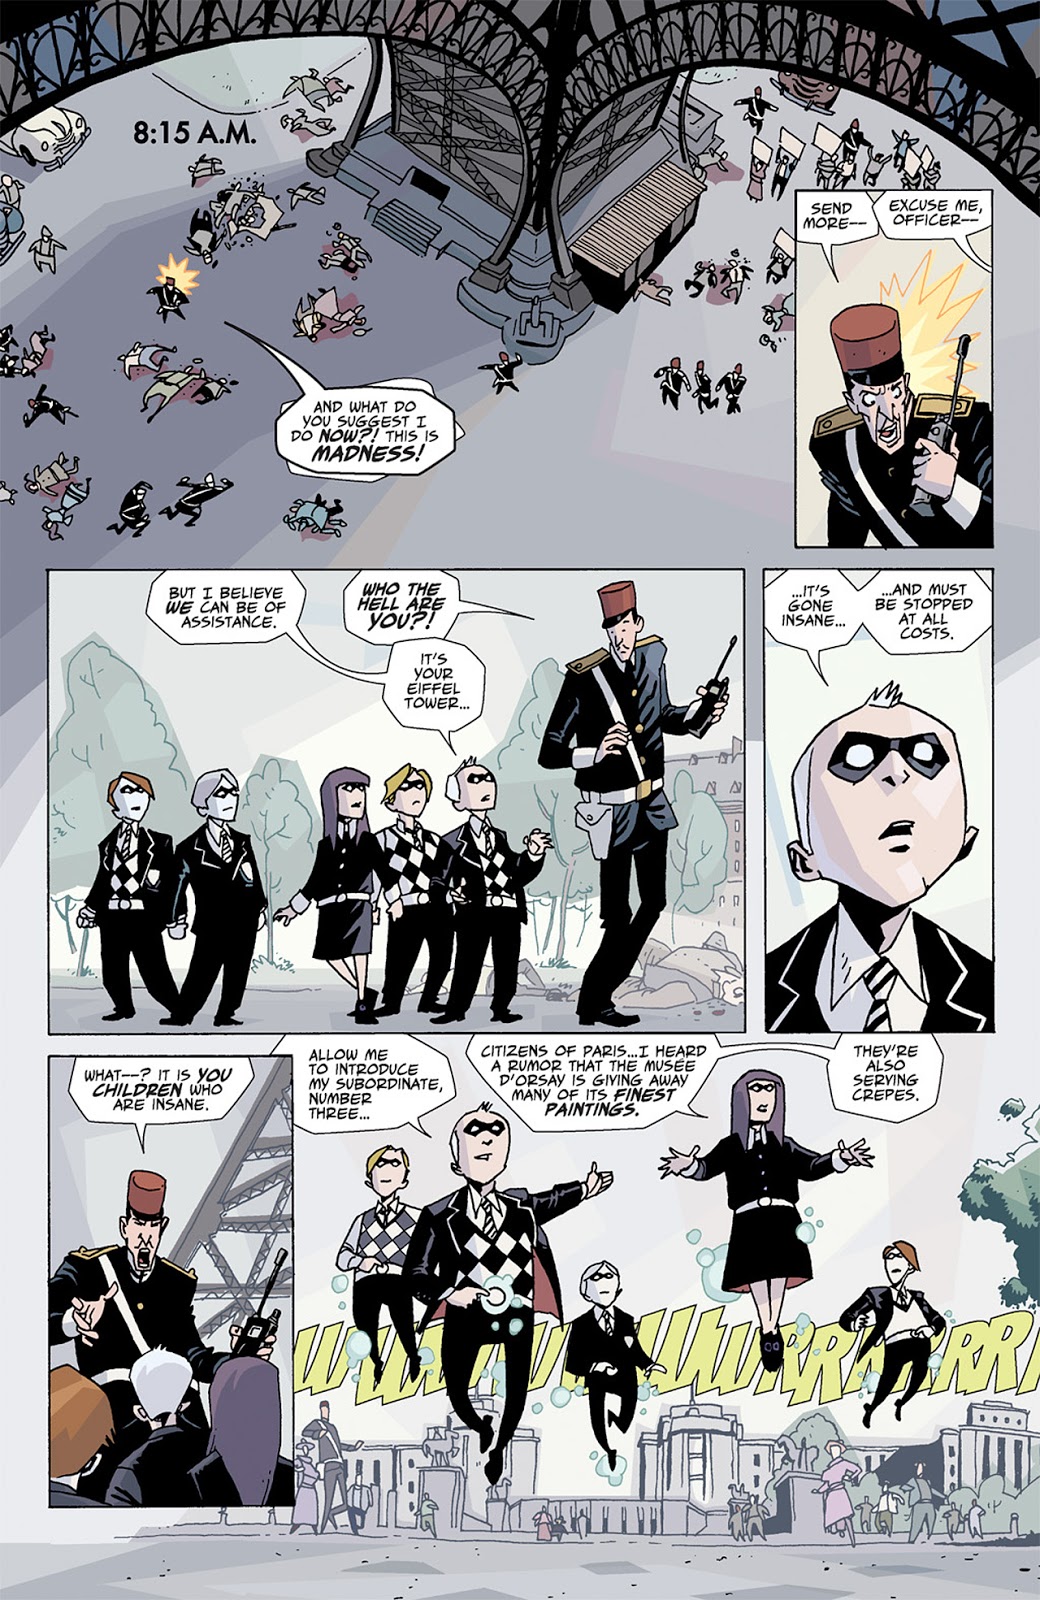 8:15 A.M.
AND WHAT DO
YOU SUGGEST I
DO NOW?! THIS IS
MADNESS!
SEND
MORE--
EXCUSE ME,
OFFICER--
BUT I BELIEVE
WE CAN BE OF
ASSISTANCE.
WHO THE
HELL ARE
YOU?!
IT'S
YOUR
EIFFEL
TOWER...
...IT'S
GONE
INSANE...
...AND MUST
BE STOPPED
AT ALL
COSTS.
WHAT--? IT IS YOU
CHILDREN WHO
ARE INSANE.
ALLOW ME
TO INTRODUCE
MY SUBORDINATE,
NUMBER
THREE...
CITIZENS OF PARIS...I HEARD
A RUMOR THAT THE MUSÉE
D'ORSAY IS GIVING AWAY
MANY OF ITS FINEST
PAINTINGS.
THEY'RE
ALSO
SERVING
CREPES.